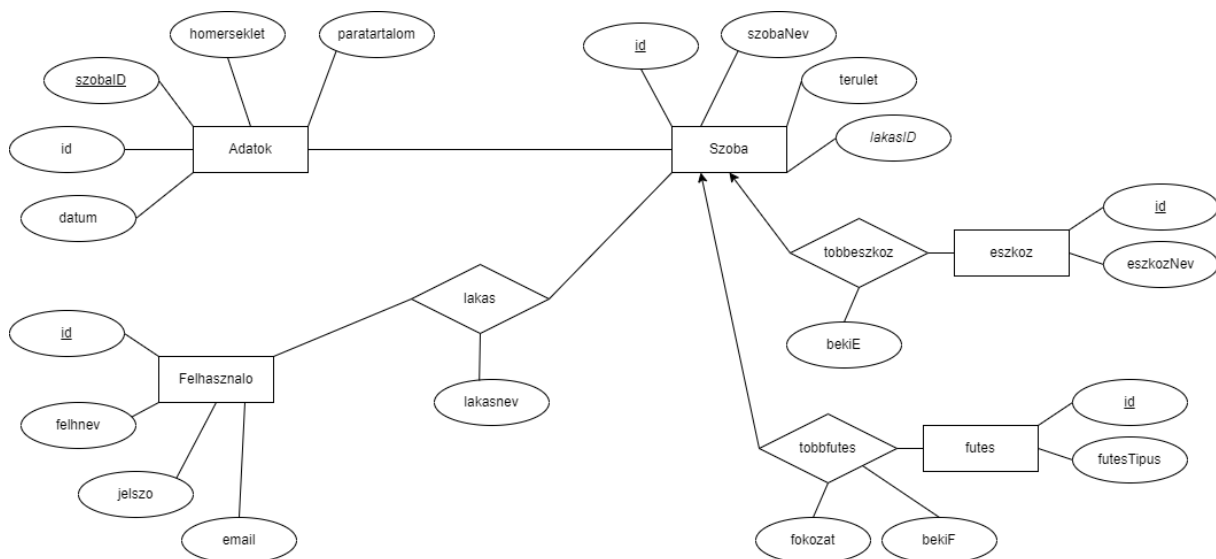 homerseklet
paratartalom
szobaNev
id
szobaID
terulet
id
Adatok
Szoba
lakasID
datum
id
tobbeszkoz
eszkoz
eszkozNev
lakas
id
bekiE
Felhasznalo
lakasnev
id
felhnev
tobbfutes
futes
futesTipus
jelszo
email
fokozat
bekiF